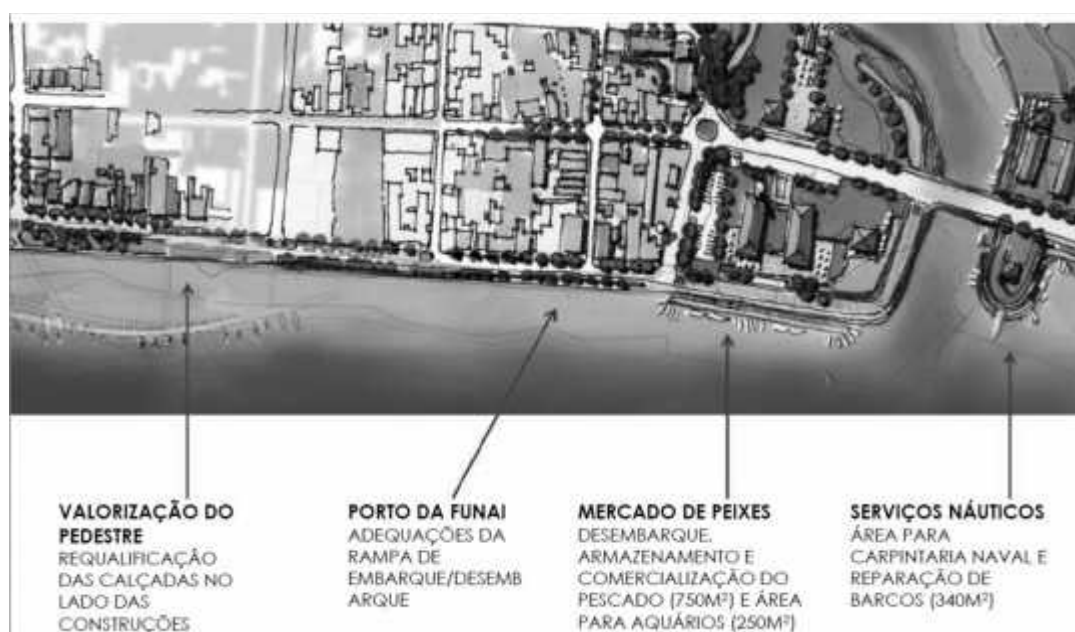 VALORIZAÇÃO DO
PEDESTRE
REQUALIFICAÇÃO
DAS CALÇADAS NO
LADO DAS
CONSTRUÇÕES
PORTO DA FUNAI
ADEQUAÇÕES DA
RAMPA DE
EMBARQUE/DESEMB
ARQUE
MERCADO DE PEIXES
DESEMBARQUE,
ARMAZENAMENTO E
COMERCIALIZAÇÃO DO
PESCADO (750M²) E ÁREA
PARA AQUÁRIOS (250M²)
SERVIÇOS NÁUTICOS
ÁREA PARA
CARPINTARIA NAVAL E
REPARAÇÃO DE
BARCOS (340M²)